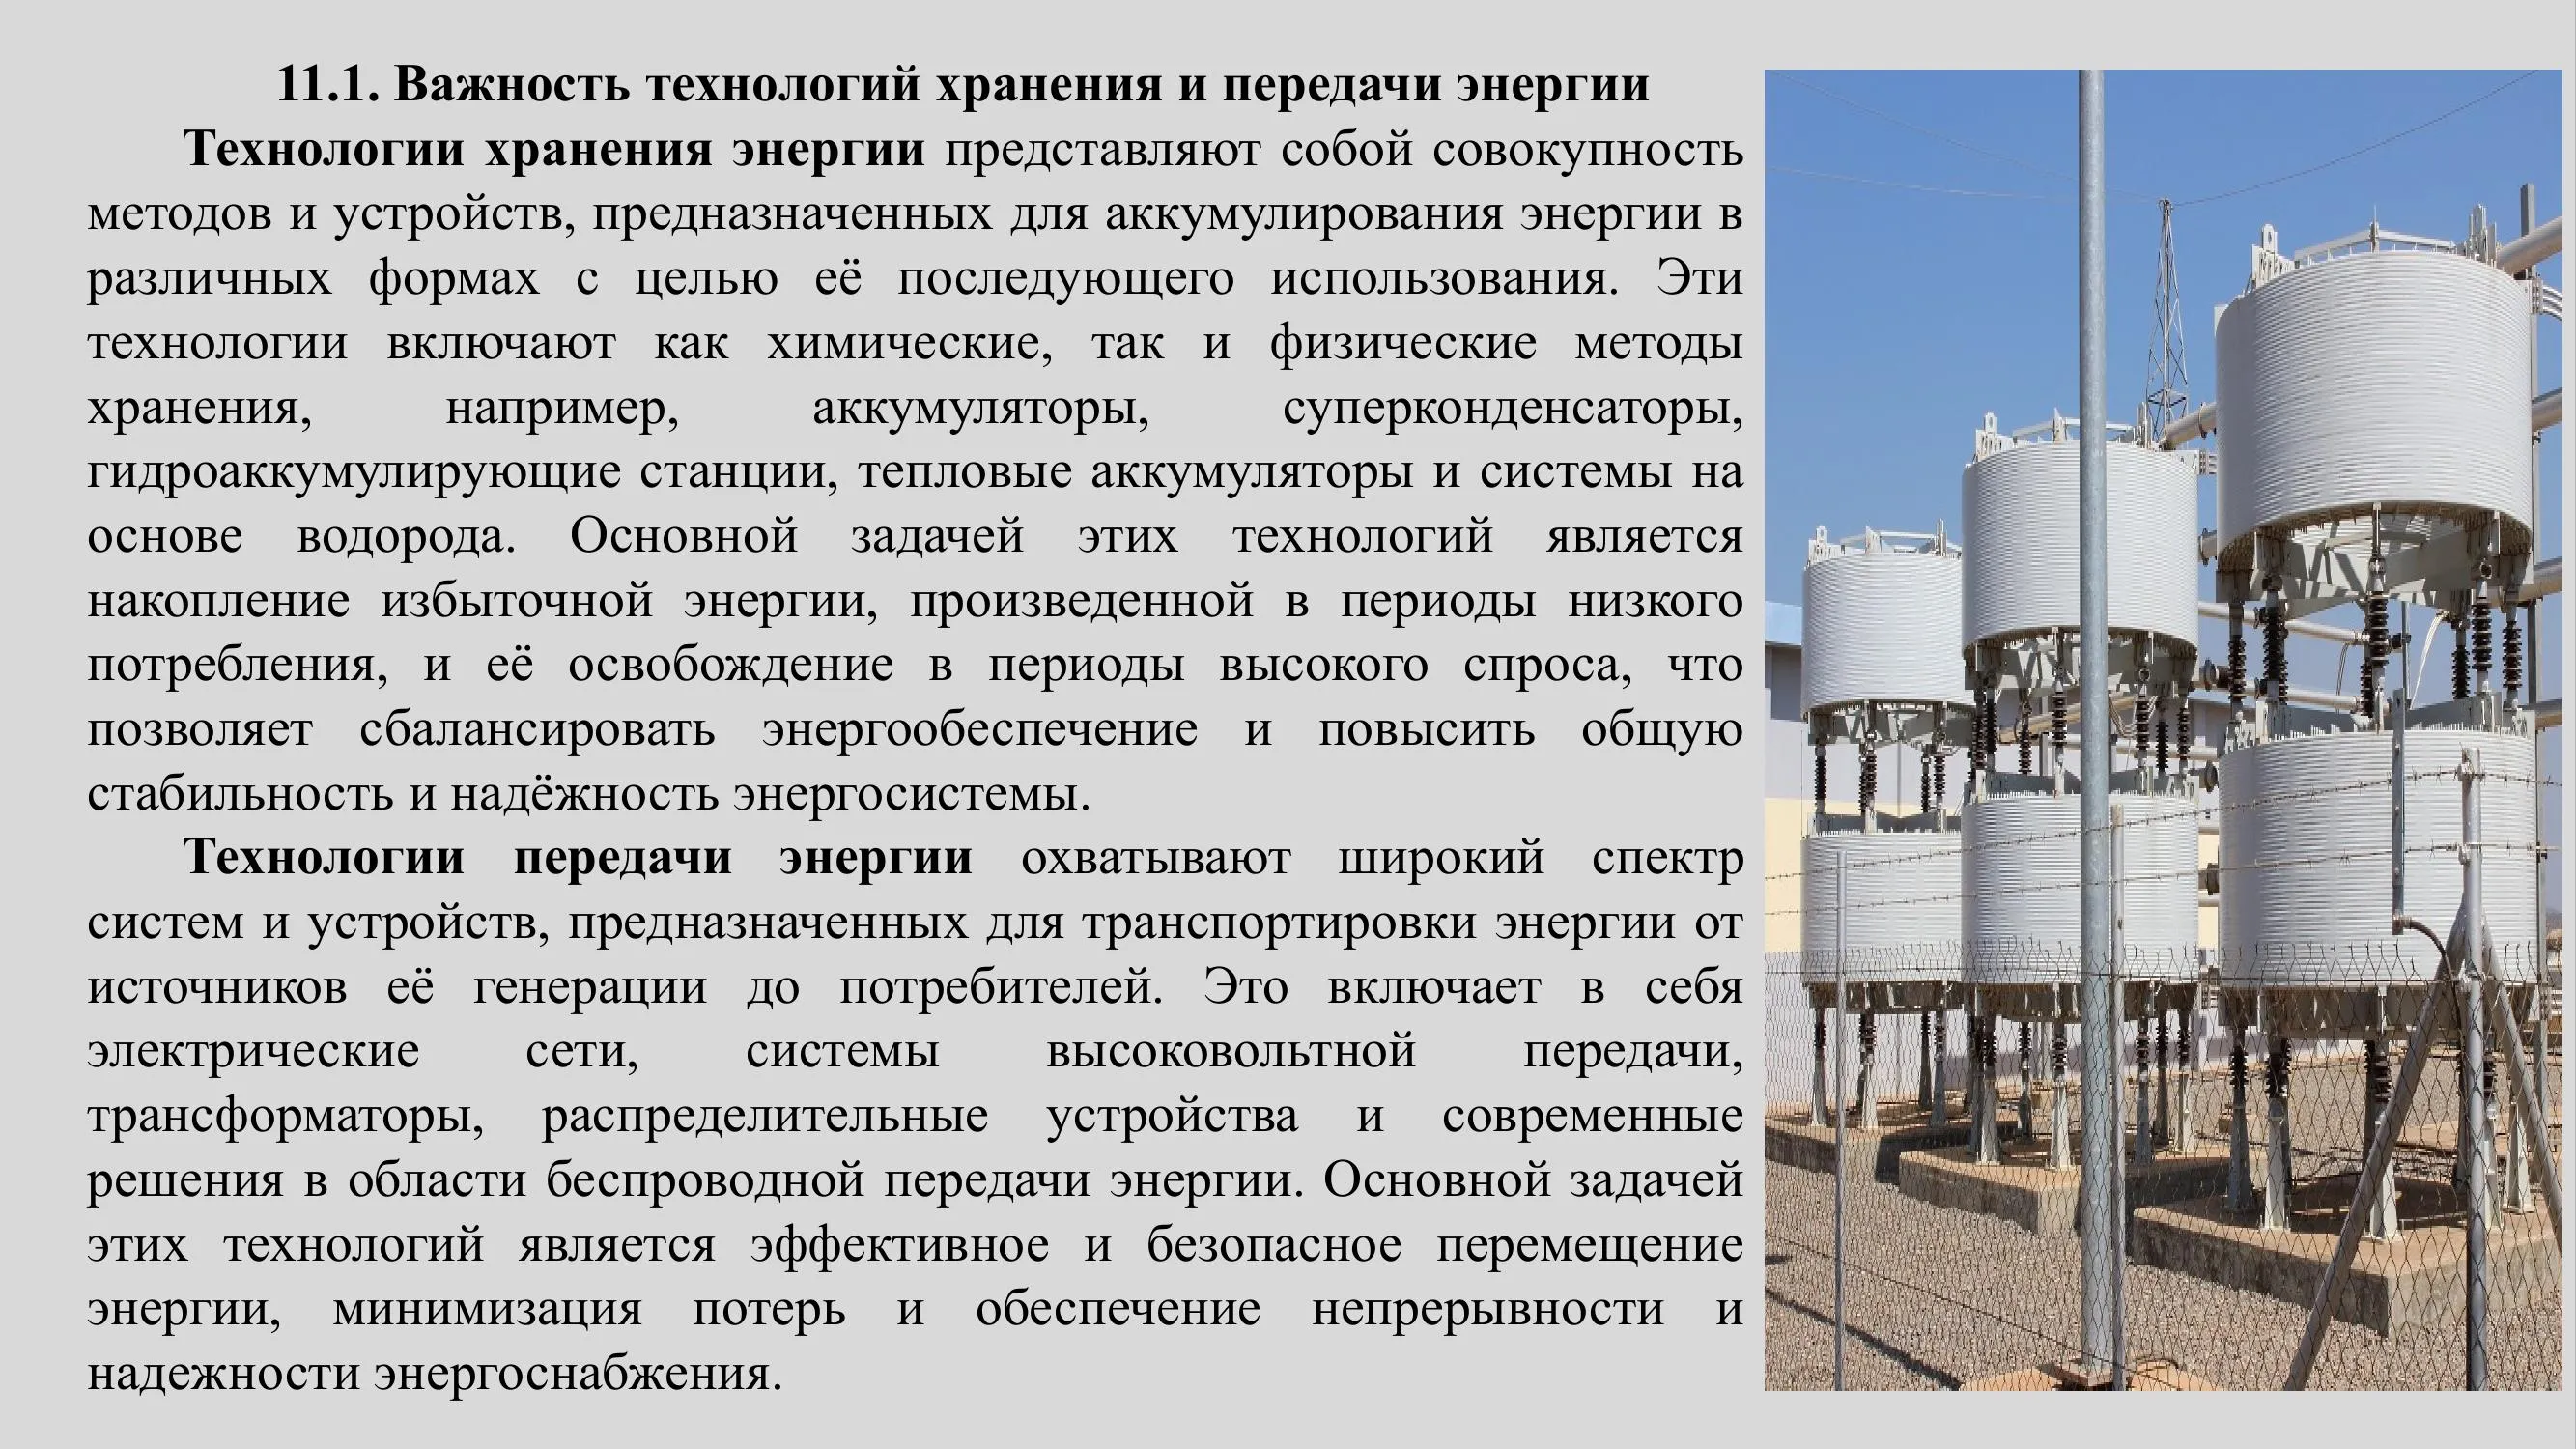 11.1. Важность технологий хранения и передачи энергии
Технологии хранения энергии представляют собой совокупность
методов и устройств, предназначенных для аккумулирования энергии в
различных формах с целью её последующего использования. Эти
технологии включают как химические, так и физические методы
хранения, например, аккумуляторы, суперконденсаторы,
гидроаккумулирующие станции, тепловые аккумуляторы и системы на
основе водорода. Основной задачей этих технологий является
накопление избыточной энергии, произведенной в периоды низкого
потребления, и её освобождение в периоды высокого спроса, что
позволяет сбалансировать энергообеспечение и повысить общую
стабильность и надёжность энергосистемы.
Технологии передачи энергии охватывают широкий спектр
систем и устройств, предназначенных для транспортировки энергии от
источников её генерации до потребителей. Это включает в себя
электрические сети, системы высоковольтной передачи,
трансформаторы, распределительные устройства и современные
решения в области беспроводной передачи энергии. Основной задачей
этих технологий является эффективное и безопасное перемещение
энергии, минимизация потерь и обеспечение непрерывности и
надежности энергоснабжения.